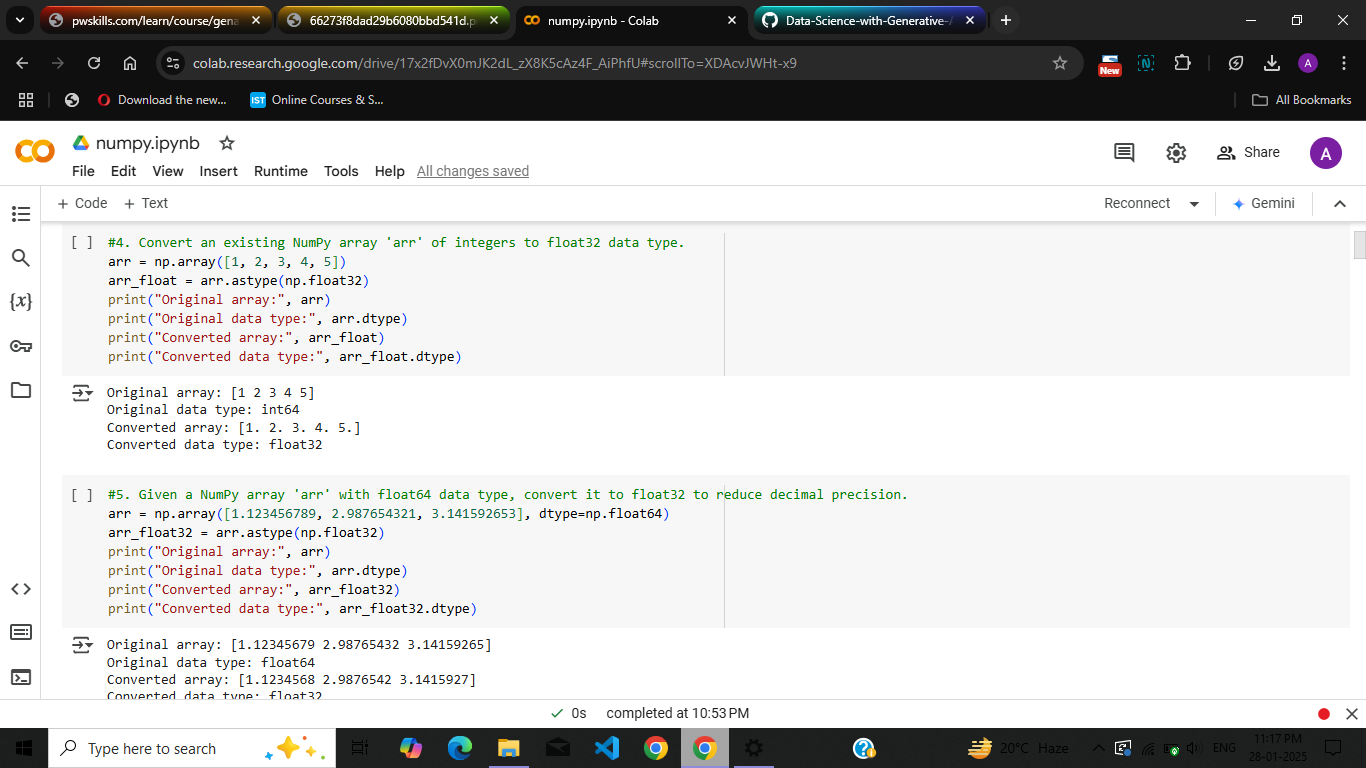 pwskills.com/learn/course/gena
66273f8dad29b6080bbd541d.p
numpy.ipynb - Colab
Data-Science-with-Generative-
colab.research.google.com/drive/17x2fDvX0mJK2dL_zX8K5cAz4F_AiPhfU#scrollTo=XDAcvJWHt-x9
New
N
A
Download the new...
IST
Online Courses & S...
All Bookmarks
numpy.ipynb
File Edit View Insert Runtime Tools Help All changes saved
Share
A
+ Code + Text
Reconnect
Gemini
[ ] #4. Convert an existing NumPy array 'arr' of integers to float32 data type.
arr = np.array([1, 2, 3, 4, 5])
arr_float = arr.astype(np.float32)
print("Original array:", arr)
print("Original data type:", arr.dtype)
print("Converted array:", arr_float)
print("Converted data type:", arr_float.dtype)
Original array: [1 2 3 4 5]
Original data type: int64
Converted array: [1. 2. 3. 4. 5.]
Converted data type: float32
[ ] #5. Given a NumPy array 'arr' with float64 data type, convert it to float32 to reduce decimal precision.
arr = np.array([1.123456789, 2.987654321, 3.141592653], dtype=np.float64)
arr_float32 = arr.astype(np.float32)
print("Original array:", arr)
print("Original data type:", arr.dtype)
print("Converted array:", arr_float32)
print("Converted data type:", arr_float32.dtype)
Original array: [1.12345679 2.98765432 3.14159265]
Original data type: float64
Converted array: [1.1234568 2.9876542 3.1415927]
Converted data type: float32
{x}
0s completed at 10:53 PM
Type here to search
20°C Haze
ENG
11:17 PM
28-01-2025